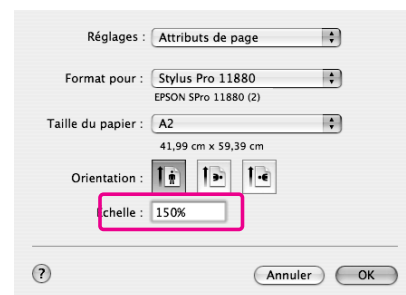 Réglages : Attributs de page
Format pour : Stylus Pro 11880
EPSON SPro 11880 (2)
Taille du papier : A2
41,99 cm x 59,39 cm
Orientation :
Echelle : 150%
? Annuler OK